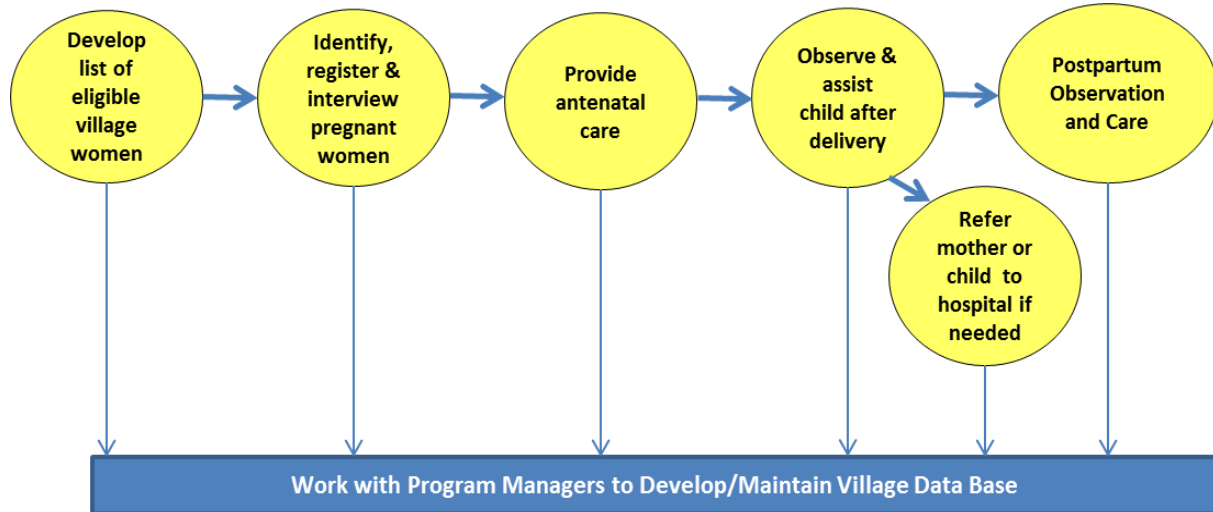 Develop
list of
eligible
village
women
Identify,
register &
interview
pregnant
women
Provide
antenatal
care
Observe &
assist
child after
delivery
Postpartum
Observation
and Care
Refer
mother or
child to
hospital if
needed
Work with Program Managers to Develop/Maintain Village Data Base